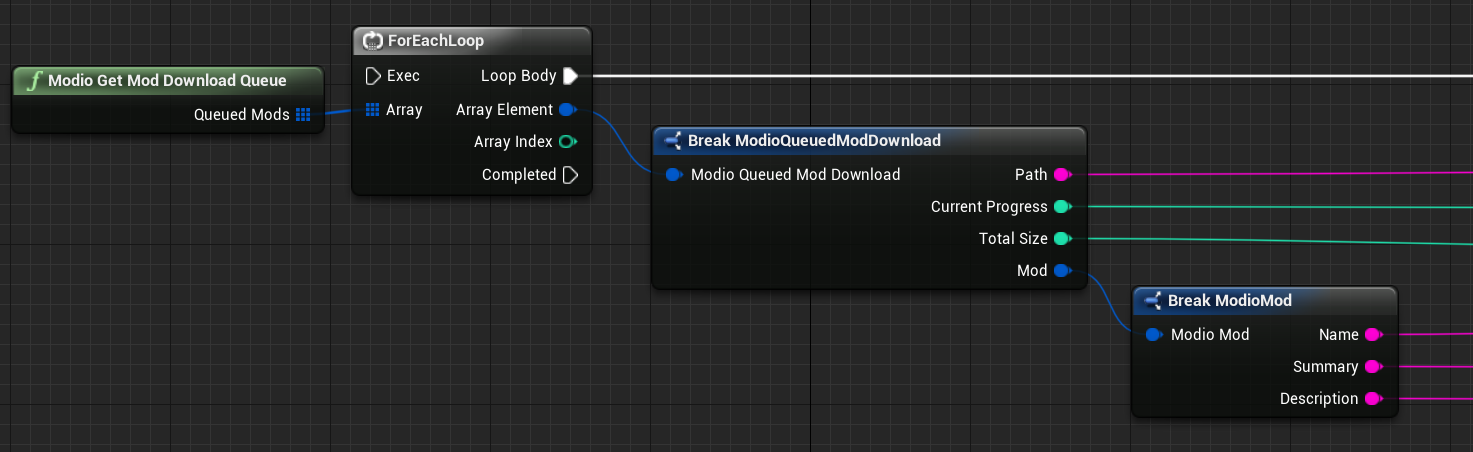 Modio Get Mod Download Queue
Queued Mods
ForEachLoop
Exec
Loop Body
Array
Array Element
Array Index
Completed
Break ModioQueuedModDownload
Modio Queued Mod Download
Path
Current Progress
Total Size
Mod
Break ModioMod
Modio Mod
Name
Summary
Description